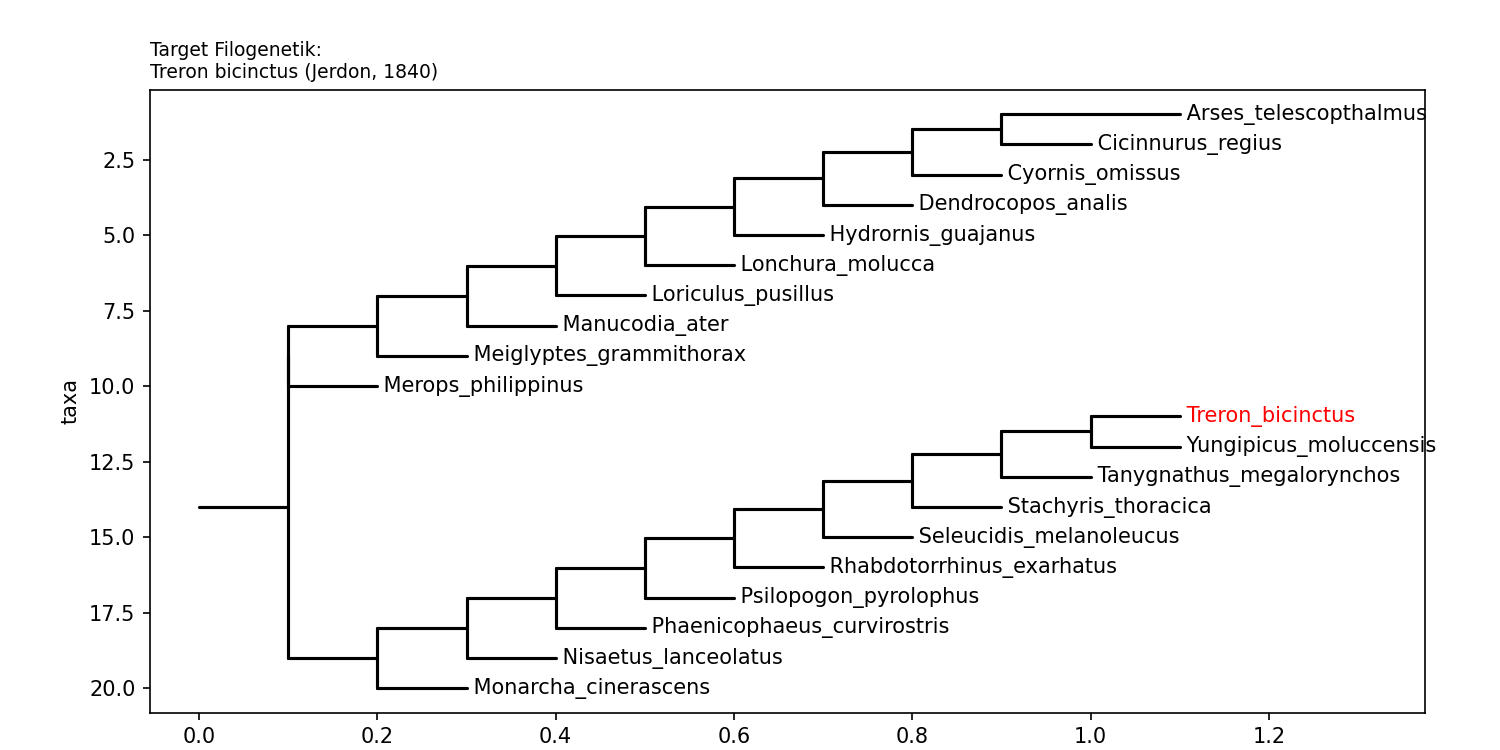 Target Filogenetik:
Treron bicinctus (Jerdon, 1840)
Arses_telescopthalmus
Cicinnurus_regius
2.5
Cyornis_omissus
Dendrocopos_analis
5.0
Hydrornis_guajanus
Lonchura_molucca
Loriculus_pusillus
7.5
Manucodia_ater
Meiglyptes_grammithorax
10.0
Merops_philippinus
taxa
Treron_bicinctus
Yungipicus_moluccensis
12.5
Tanygnathus_megalorynchos
Stachyris_thoracica
15.0
Seleucidis_melanoleucus
Rhabdotorrhinus_exarhatus
Psilopogon_pyrolophus
17.5
Phaenicophaeus_curvirostris
Nisaetus_lanceolatus
20.0
Monarcha_cinerascens
0.0 0.2 0.4 0.6 0.8 1.0 1.2